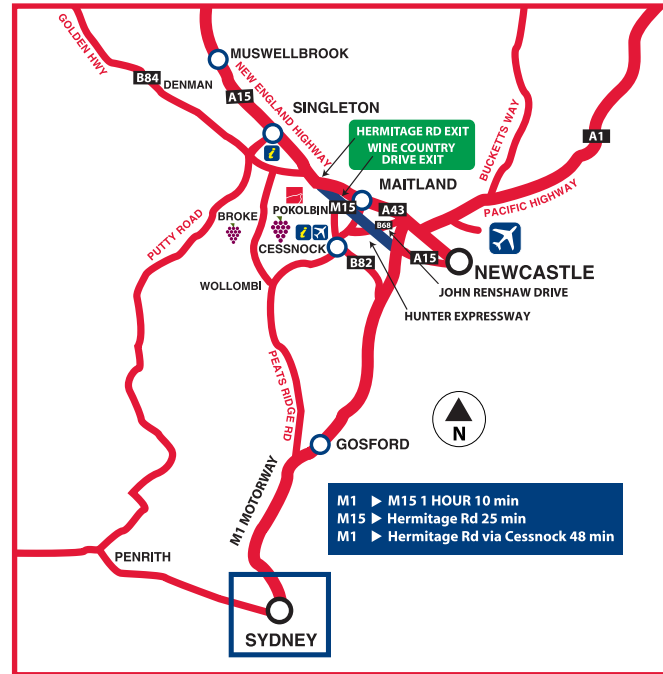 GOLDEN HWY
B84
DENMAN
MUSWELLBROOK
A15
NEW ENGLAND HIGHWAY
SINGLETON
i
HERMITAGE RD EXIT
WINE COUNTRY
DRIVE EXIT
BUCKETTS WAY
A1
MAITLAND
M15
A43
PACIFIC HIGHWAY
BROKE
POKOLBIN
B68
PUTTY ROAD
i
CESSNOCK
B82
A15
NEWCASTLE
WOLLOMBI
JOHN RENSHAW DRIVE
HUNTER EXPRESSWAY
PEATS RIDGE RD
N
GOSFORD
M1 MOTORWAY
M1 ▶ M15 1 HOUR 10 min
M15 ▶ Hermitage Rd 25 min
M1 ▶ Hermitage Rd via Cessnock 48 min
PENRITH
SYDNEY